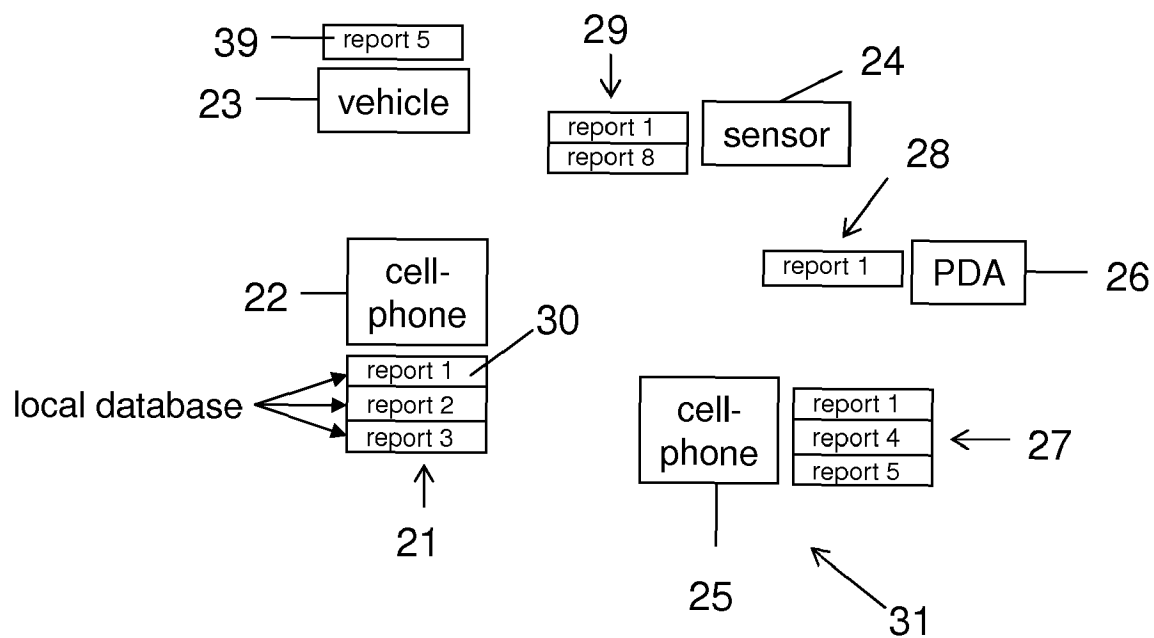 39
report 5
23
vehicle
29
report 1
report 8
24
sensor
28
report 1
PDA
26
22
cell-
phone
30
local database
report 1
report 2
report 3
21
cell-
phone
report 1
report 4
report 5
27
25
31